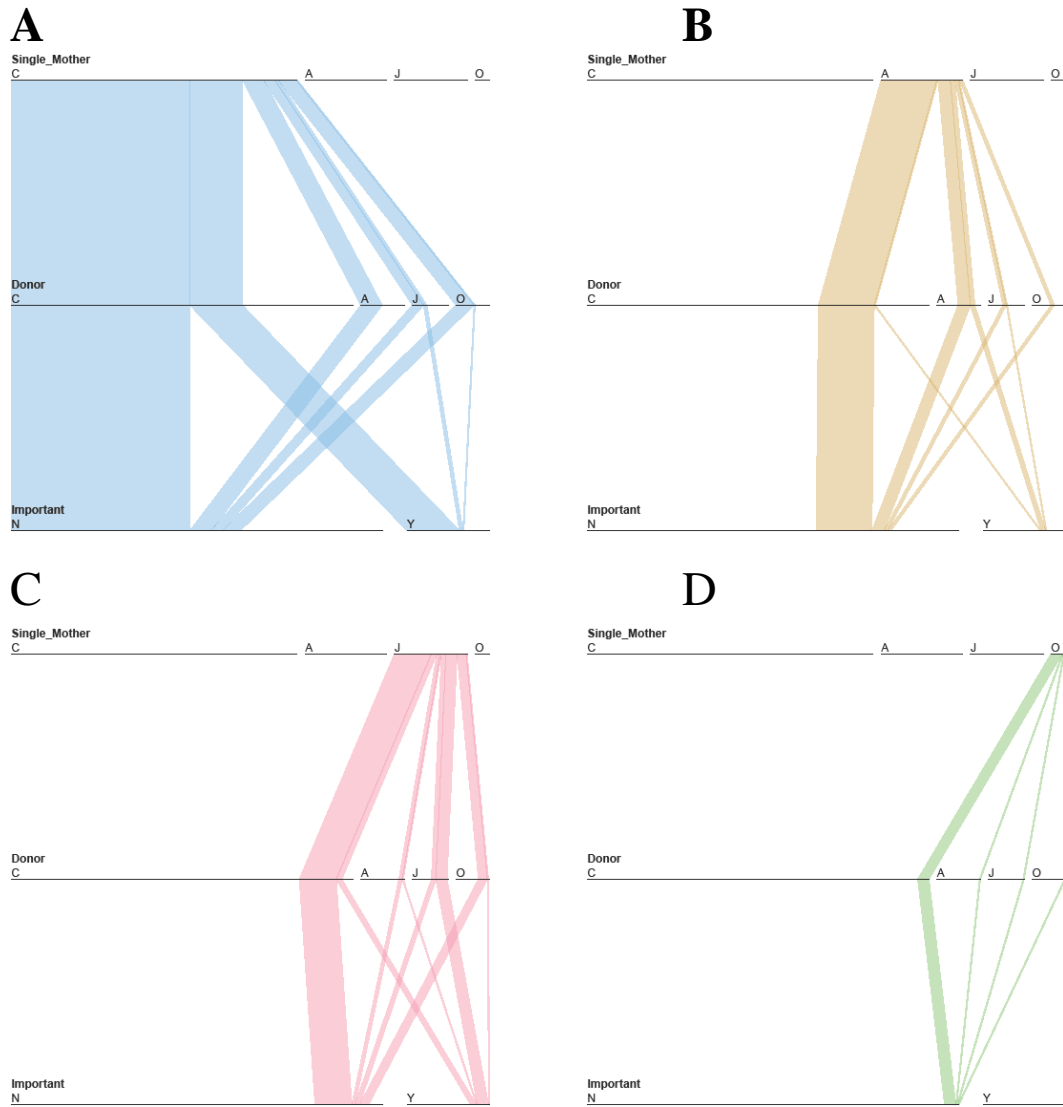 A
Single_Mother
C A J O
Donor
C A J O
Important
N Y
B
Single_Mother
C A J O
Donor
C A J O
Important
N Y
C
Single_Mother
C A J O
Donor
C A J O
Important
N Y
D
Single_Mother
C A J O
Donor
C A J O
Important
N Y